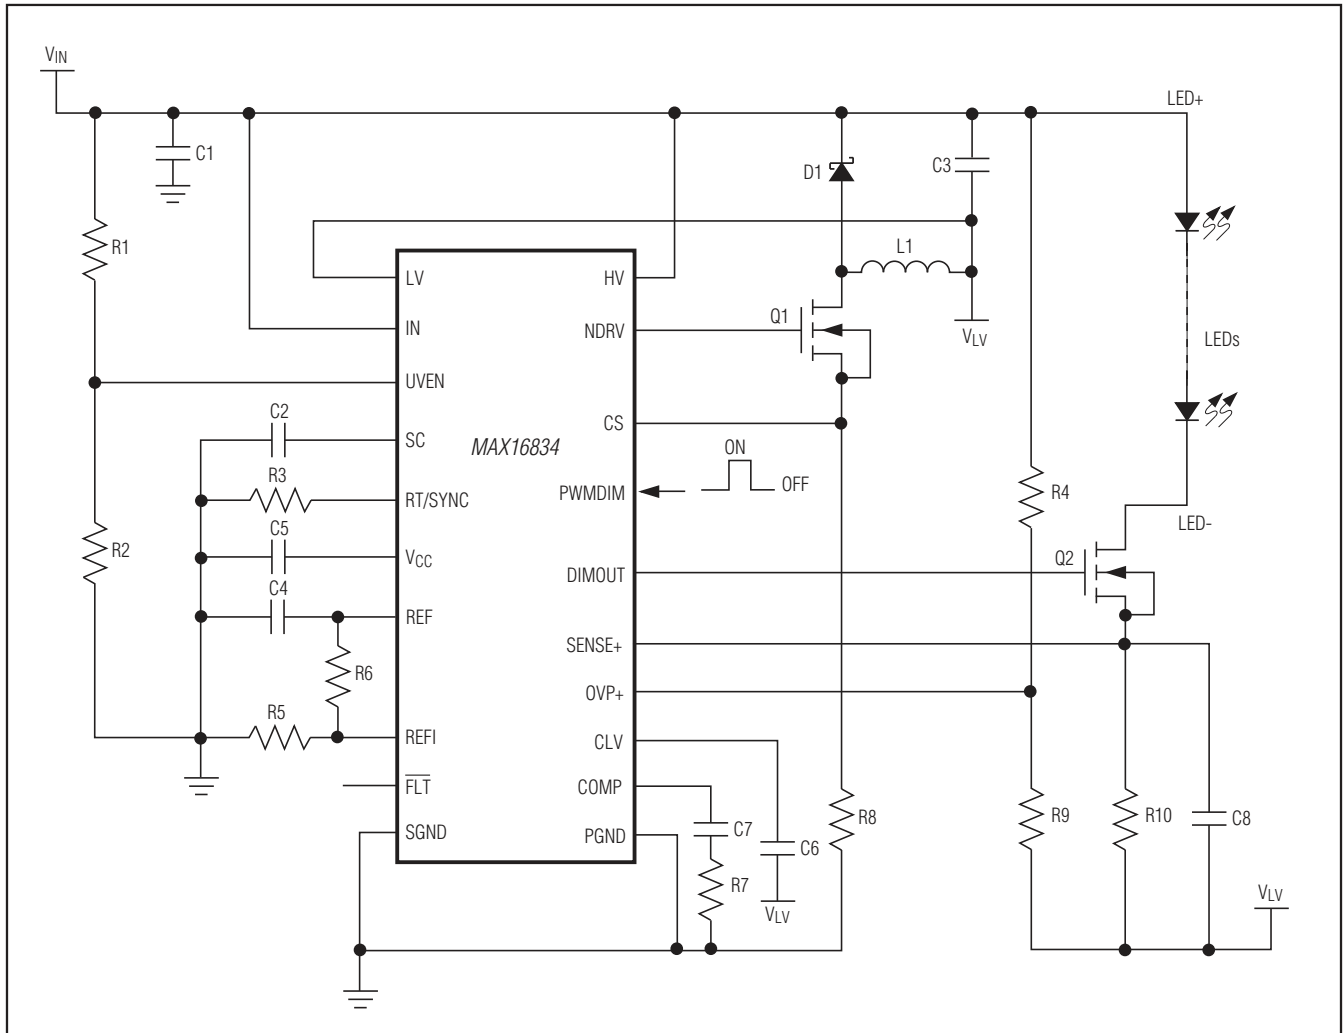 VIN
LED+
C1
D1
C3
R1
L1
LV
HV
IN
NDRV
Q1
VLV
LEDs
UVEN
C2
SC
CS
MAX16834
ON
OFF
R3
RT/SYNC
PWMDIM
R4
LED-
C5
R2
VCC
DIMOUT
Q2
C4
REF
SENSE+
R6
OVP+
R5
REFI
CLV
FLT
COMP
SGND
PGND
C7
C6
R8
R9
R10
C8
R7
VLV
VLV